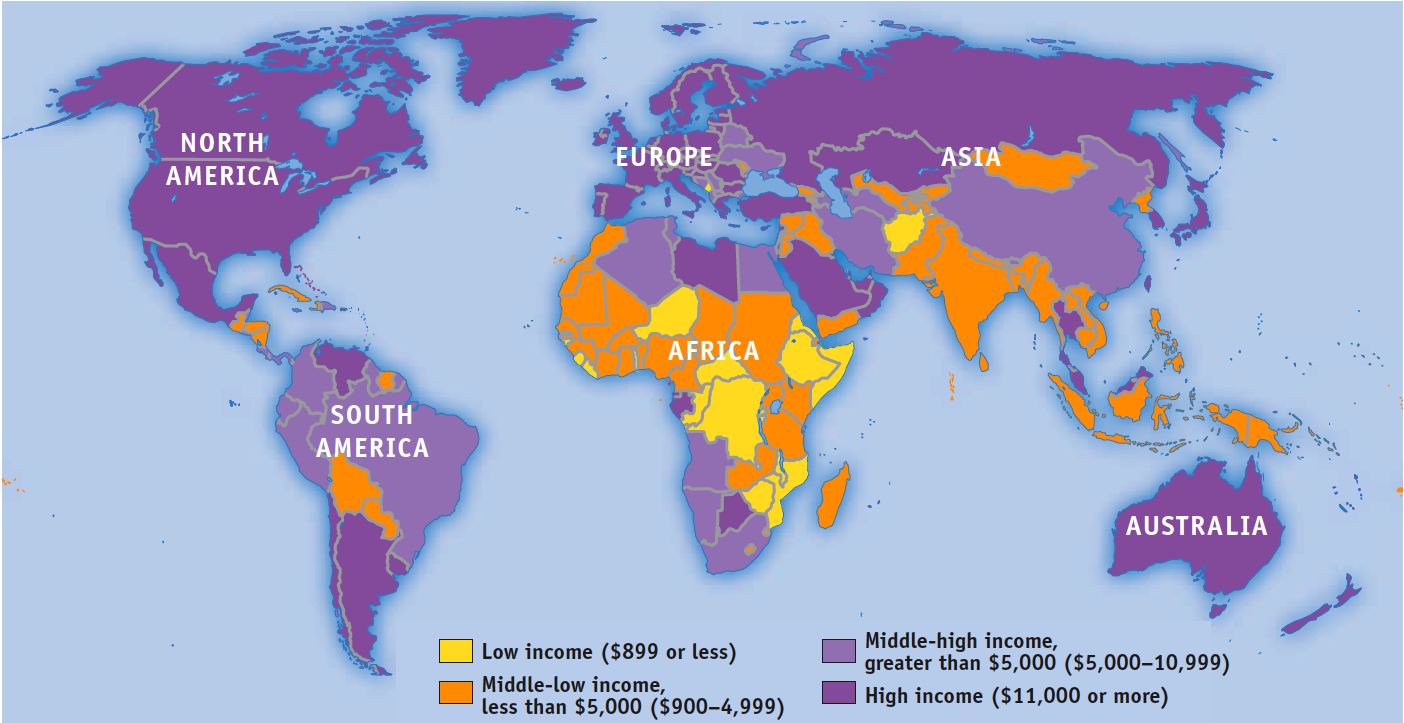 NORTH
AMERICA
EUROPE
ASIA
AFRICA
SOUTH
AMERICA
AUSTRALIA
Low income ($899 or less)
Middle-low income,
less than $5,000 ($900–4,999)
Middle-high income,
greater than $5,000 ($5,000–10,999)
High income ($11,000 or more)